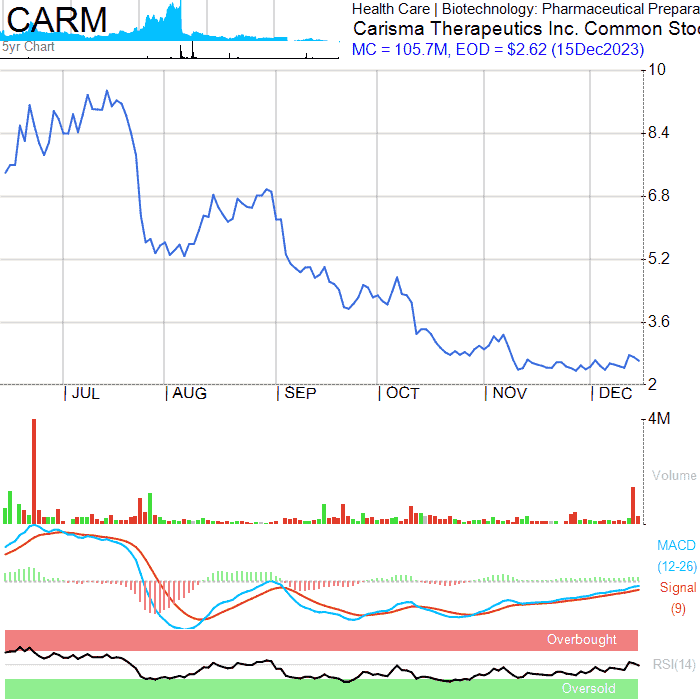 CARM
5yr Chart
Health Care | Biotechnology: Pharmaceutical Prepara
Carisma Therapeutics Inc. Common Stoc
MC = 105.7M, EOD = $2.62 (15Dec2023)
10
8.4
6.8
5.2
3.6
2
JUL AUG SEP OCT NOV DEC
4M
Volume
MACD
(12-26)
Signal
(9)
Overbought
RSI(14)
Oversold